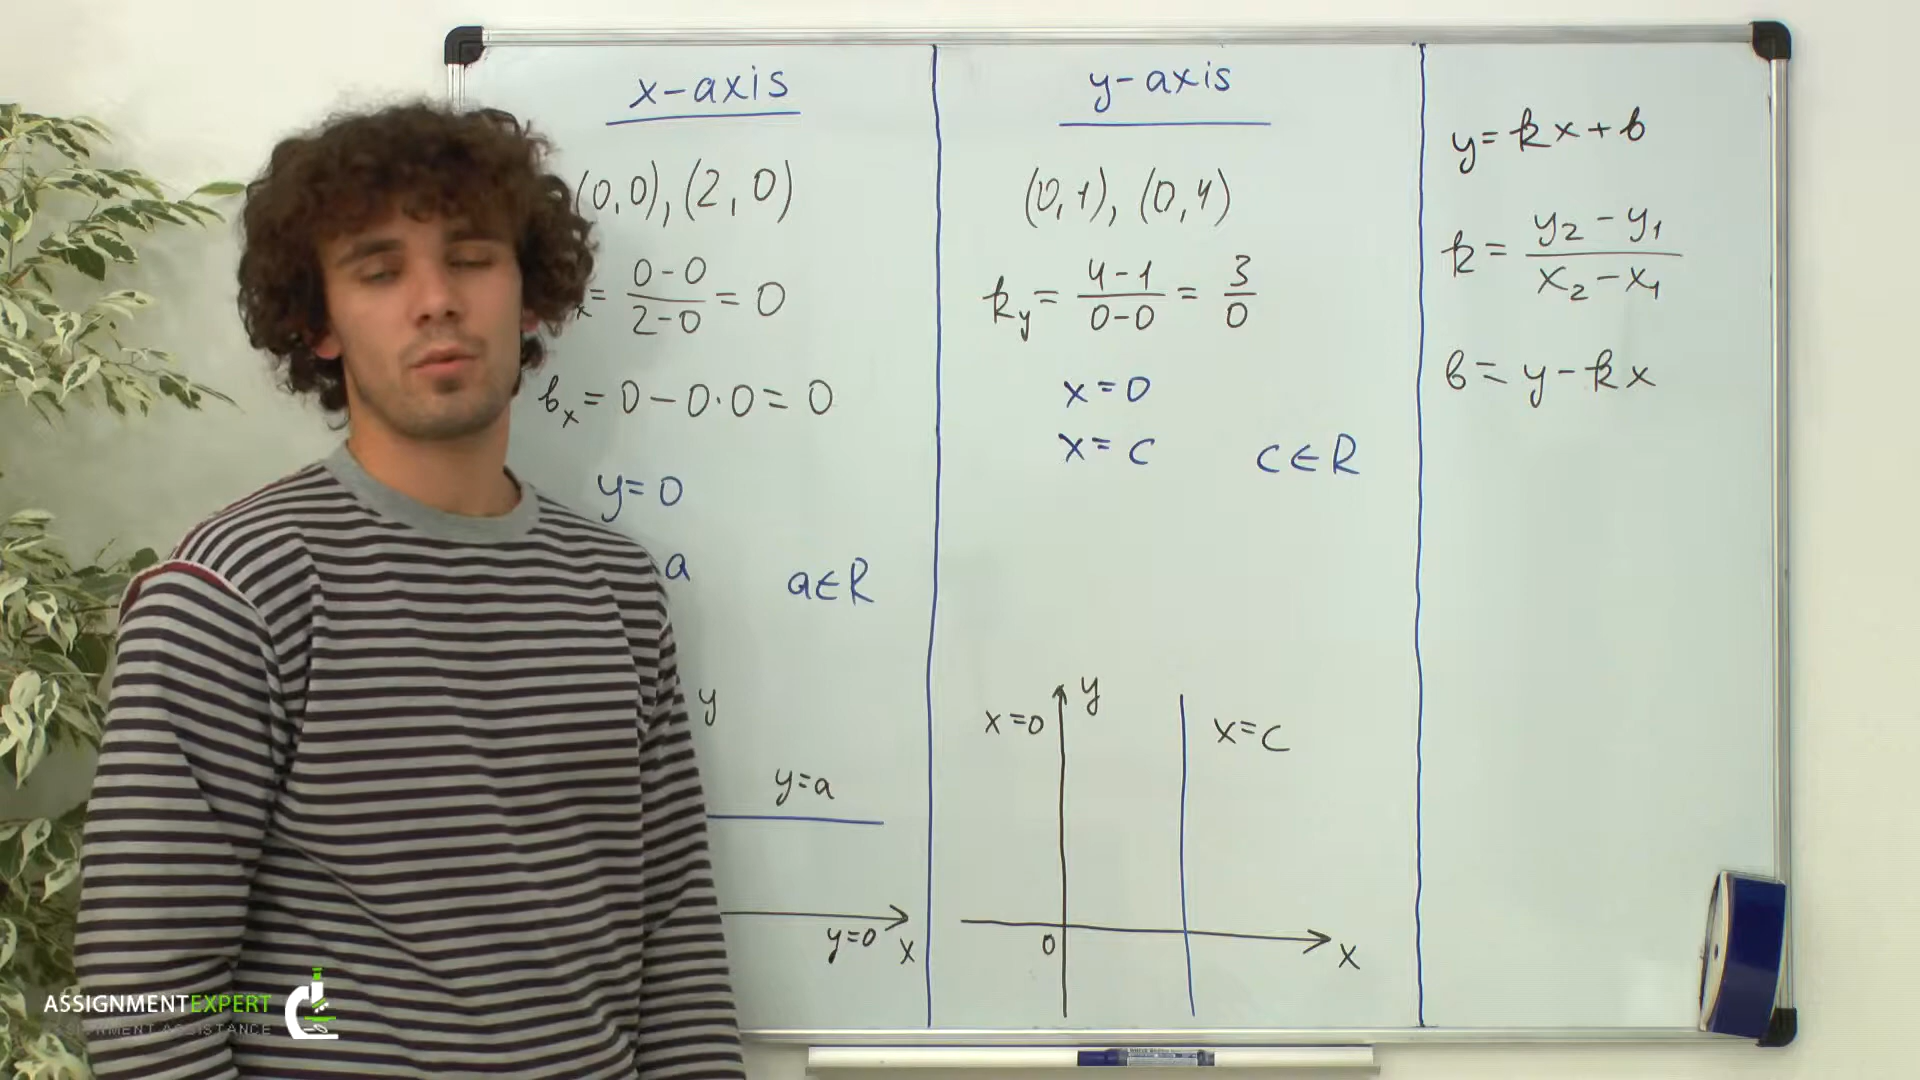 x-axis
(0,0), (2,0)
x = 0-0 / 2-0 = 0
bx = 0 - 0·0 = 0
y=0
a a∈R
y
y=a
y=0 x
y-axis
(0,1), (0,4)
ky = 4-1 / 0-0 = 3 / 0
x=0
x=c c∈R
x=0 y x=c
0 x
y=kx+b
k = y2-y1 / x2-x1
b=y-kx
ASSIGNMENTEXPERT
ASSIGNMENT ASSISTANCE